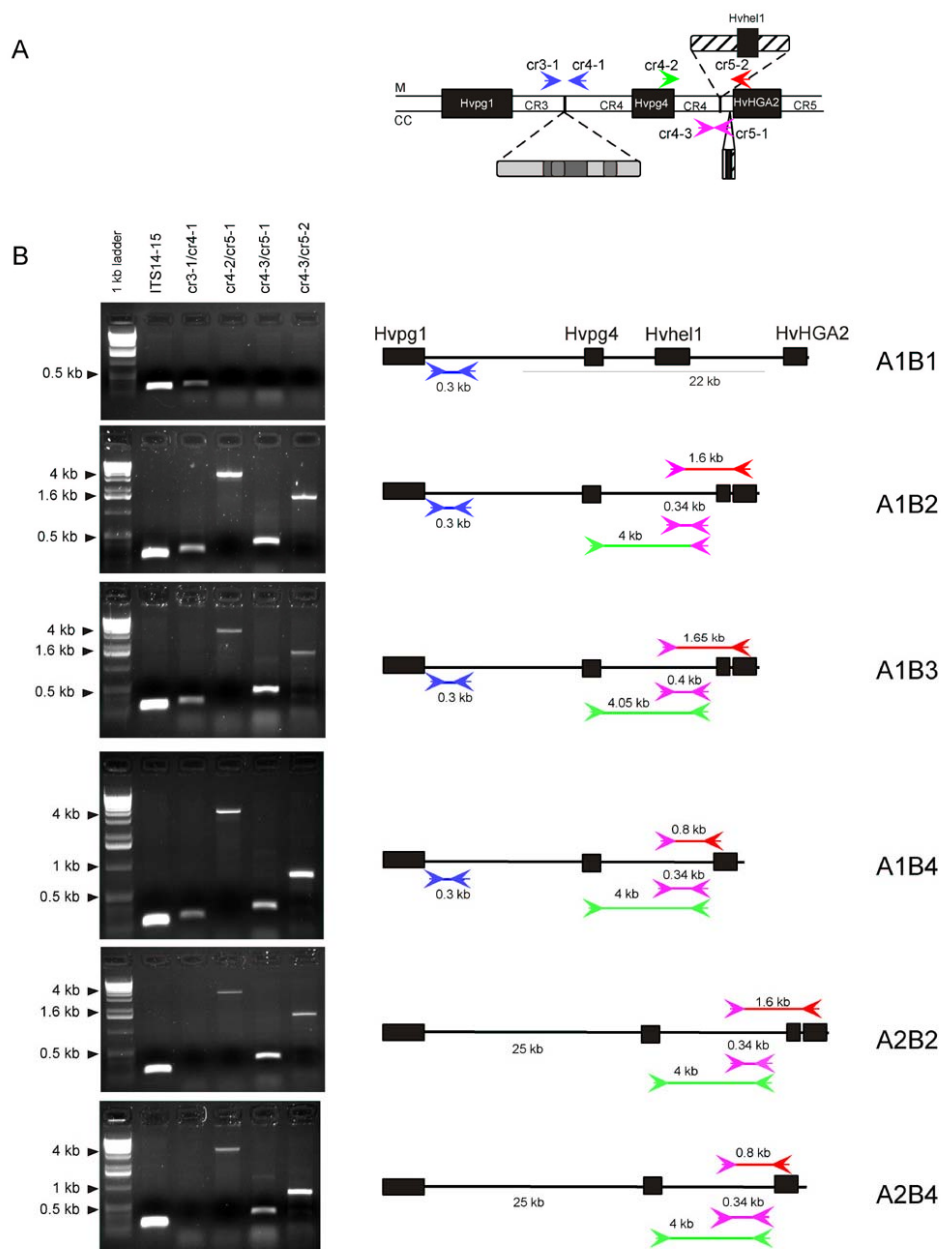 A
Hvhel1
cr3-1 cr4-1 cr4-2 cr5-2
M
Hvpg1 CR3 CR4 Hvpg4 CR4 HvHGA2 CR5
CC
cr4-3 cr5-1
B
1 kb ladder
ITS14-15
cr3-1/cr4-1
cr4-2/cr5-1
cr4-3/cr5-1
cr4-3/cr5-2
0.5 kb
Hvpg1 Hvpg4 Hvhel1 HvHGA2
A1B1
0.3 kb
22 kb
4 kb
1.6 kb
0.5 kb
1.6 kb
A1B2
0.3 kb
0.34 kb
4 kb
4 kb
1.6 kb
0.5 kb
1.65 kb
A1B3
0.3 kb
0.4 kb
4.05 kb
4 kb
1 kb
0.5 kb
0.8 kb
A1B4
0.3 kb
0.34 kb
4 kb
4 kb
1.6 kb
0.5 kb
1.6 kb
A2B2
25 kb
0.34 kb
4 kb
4 kb
1 kb
0.5 kb
0.8 kb
A2B4
25 kb
0.34 kb
4 kb